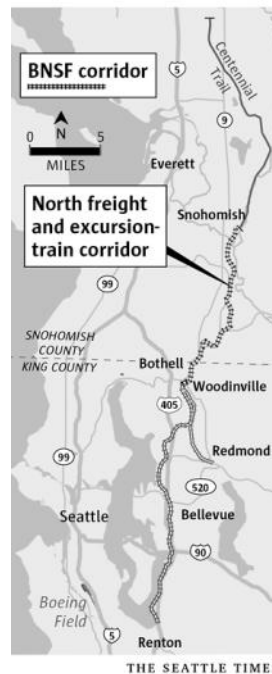 Centennial
Trail
BNSF corridor
5
N
0 5
MILES
9
Everett
Snohomish
North freight
and excursion-
train corridor
99
SNOHOMISH
COUNTY
KING COUNTY
Bothell
Woodinville
405
Redmond
99
520
Seattle
Bellevue
90
Boeing
Field
5
Renton
THE SEATTLE TIME